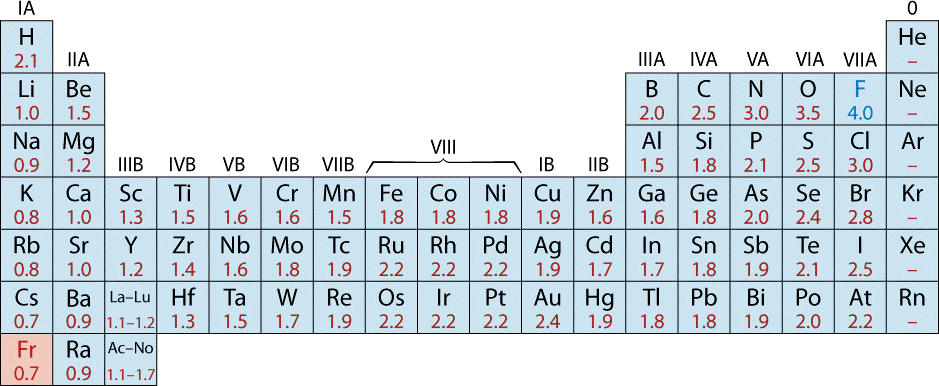 IA 0
H He
2.1 IIA IIIA IVA VA VIA VIIA –
Li Be B C N O F Ne
1.0 1.5 2.0 2.5 3.0 3.5 4.0 –
Na Mg Al Si P S Cl Ar
0.9 1.2 IIIB IVB VB VIB VIIB VIII IB IIB 1.5 1.8 2.1 2.5 3.0 –
K Ca Sc Ti V Cr Mn Fe Co Ni Cu Zn Ga Ge As Se Br Kr
0.8 1.0 1.3 1.5 1.6 1.6 1.5 1.8 1.8 1.8 1.9 1.6 1.6 1.8 2.0 2.4 2.8 –
Rb Sr Y Zr Nb Mo Tc Ru Rh Pd Ag Cd In Sn Sb Te I Xe
0.8 1.0 1.2 1.4 1.6 1.8 1.9 2.2 2.2 2.2 1.9 1.7 1.7 1.8 1.9 2.1 2.5 –
Cs Ba La–Lu Hf Ta W Re Os Ir Pt Au Hg Tl Pb Bi Po At Rn
0.7 0.9 1.1–1.2 1.3 1.5 1.7 1.9 2.2 2.2 2.2 2.4 1.9 1.8 1.8 1.9 2.0 2.2 –
Fr Ra Ac–No
0.7 0.9 1.1–1.7